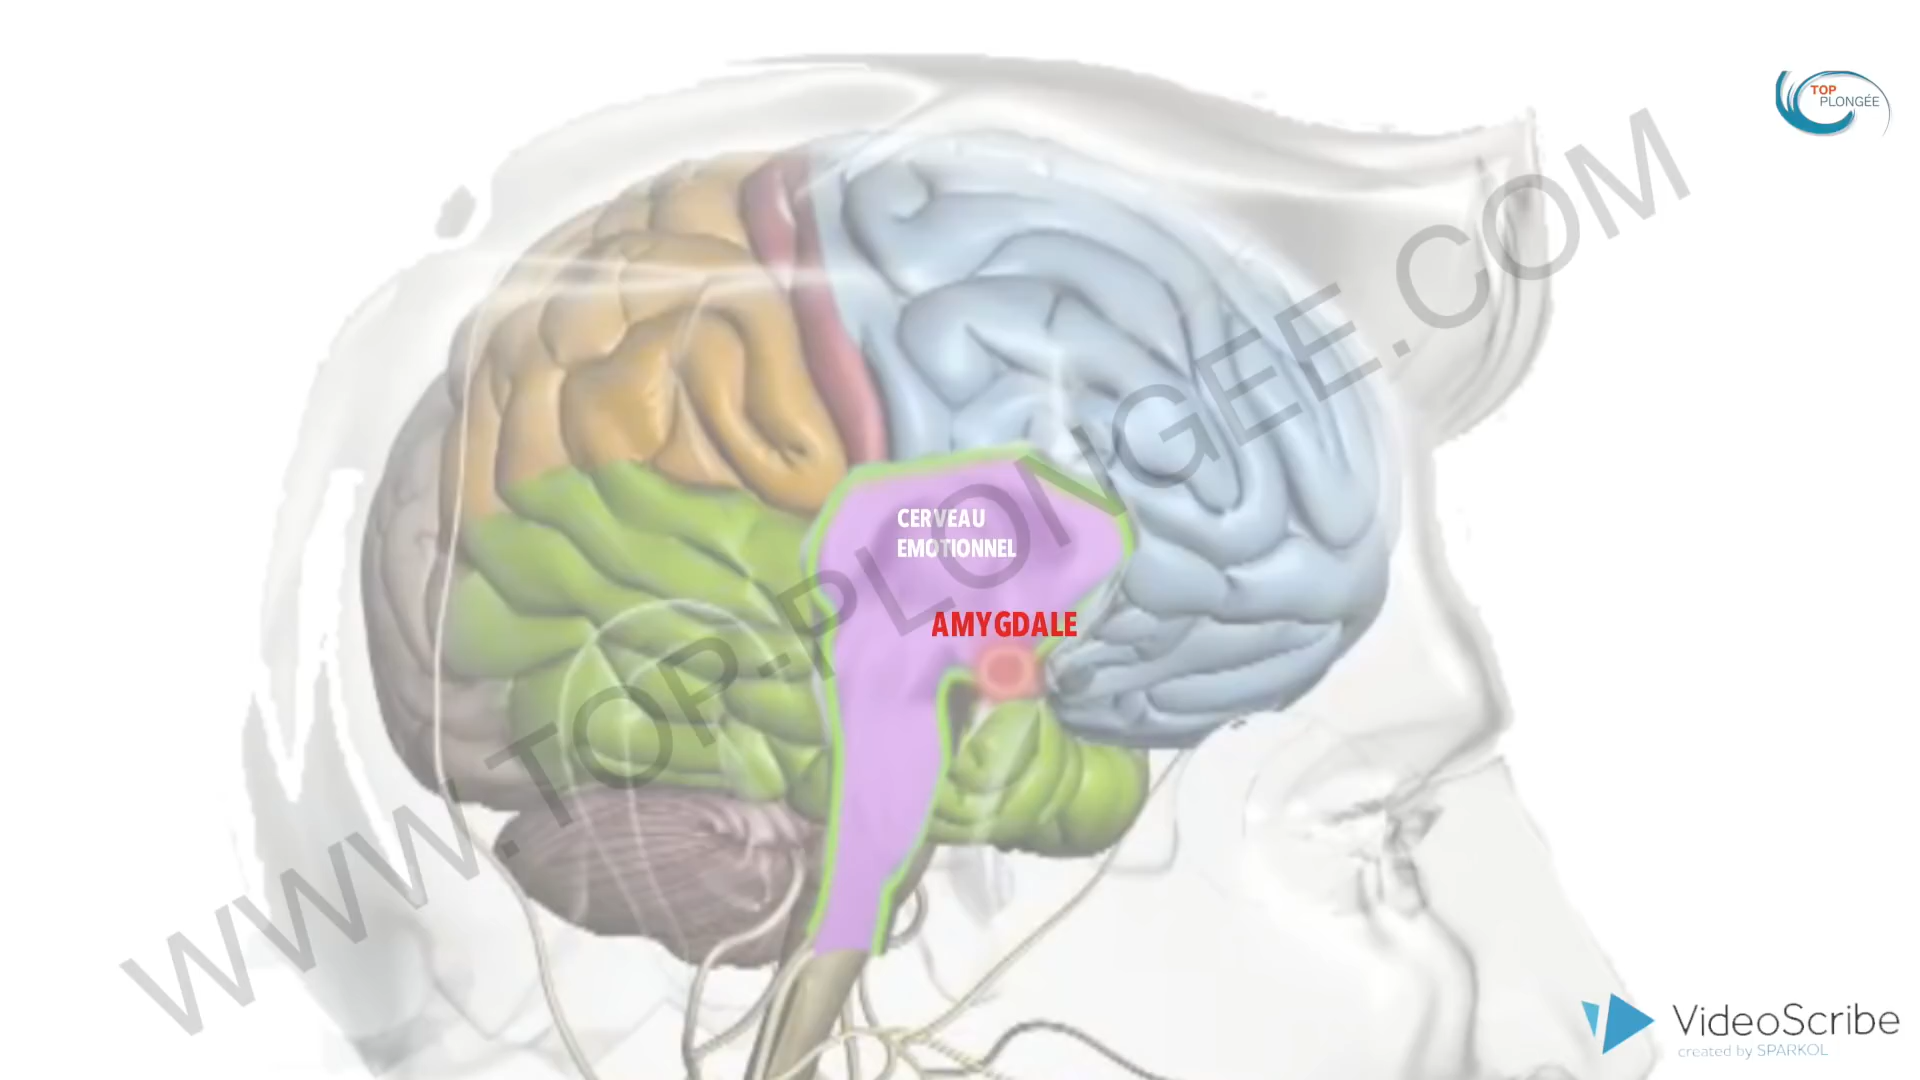 TOP
PLONGÉE
WWW.TOP-PLONGEE.COM
CERVEAU
EMOTIONNEL
AMYGDALE
VideoScribe
created by SPARKOL